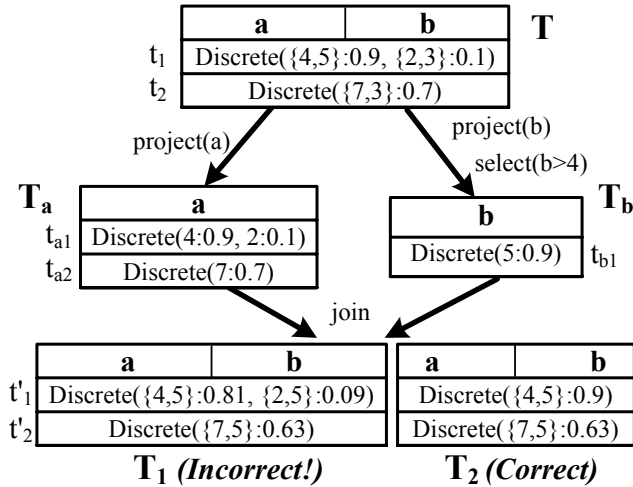 a b T
t1 Discrete({4,5}:0.9, {2,3}:0.1)
t2 Discrete({7,3}:0.7)
project(a) project(b)
select(b>4)
Ta a b Tb
ta1 Discrete(4:0.9, 2:0.1)
ta2 Discrete(7:0.7)
Discrete(5:0.9) tb1
join
a b
t'1 Discrete({4,5}:0.81, {2,5}:0.09)
t'2 Discrete({7,5}:0.63)
T1 (Incorrect!)
a b
Discrete({4,5}:0.9)
Discrete({7,5}:0.63)
T2 (Correct)